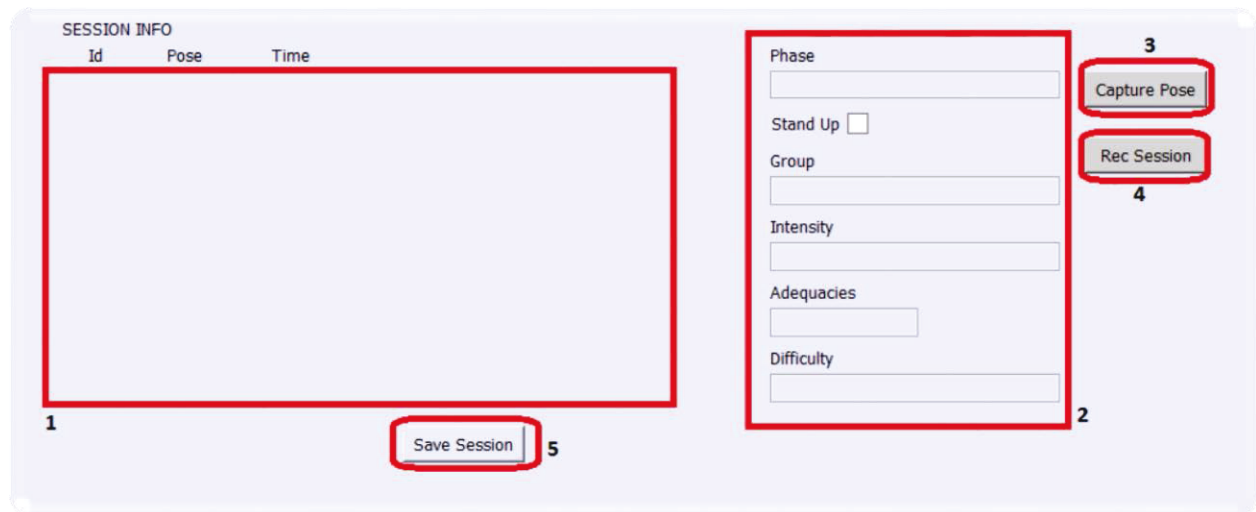 SESSION INFO
Id Pose Time
1
Save Session
5
Phase
Stand Up
Group
Intensity
Adequacies
Difficulty
2
3
Capture Pose
Rec Session
4